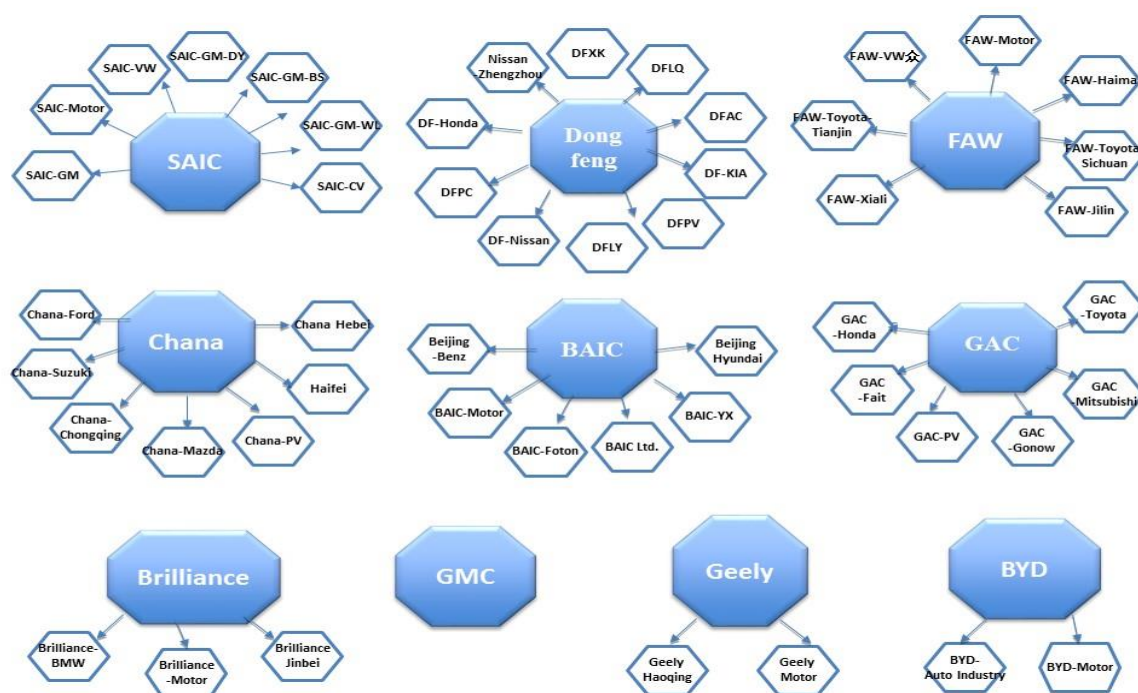 SAIC-GM-DY
SAIC-VW
SAIC-GM-BS
SAIC-Motor
SAIC-GM-WL
SAIC
SAIC-GM
SAIC-CV
Nissan
-Zhengzhou
DFXK
DFLQ
DF-Honda
DFAC
Dong
feng
DFPC
DF-KIA
DF-Nissan
DFLY
DFPV
FAW-VW众
FAW-Motor
FAW-Haima
FAW-Toyota-
Tianjin
FAW
FAW-Toyota
Sichuan
FAW-Xiali
FAW-Jilin
Chana-Ford
Chana
Chana Hebei
Chana-Suzuki
Haifei
Chana-
Chongqing
Chana-Mazda
Chana-PV
Beijing
-Benz
BAIC
Beijing
Hyundai
BAIC-Motor
BAIC-YX
BAIC-Foton
BAIC Ltd.
GAC
-Honda
GAC
GAC
-Toyota
GAC
-Fait
GAC
-Mitsubishi
GAC-PV
GAC
-Gonow
Brilliance
Brilliance-
BMW
Brilliance
-Motor
Brilliance
Jinbei
GMC
Geely
Geely
Haoqing
Geely
Motor
BYD
BYD-
Auto Industry
BYD-Motor